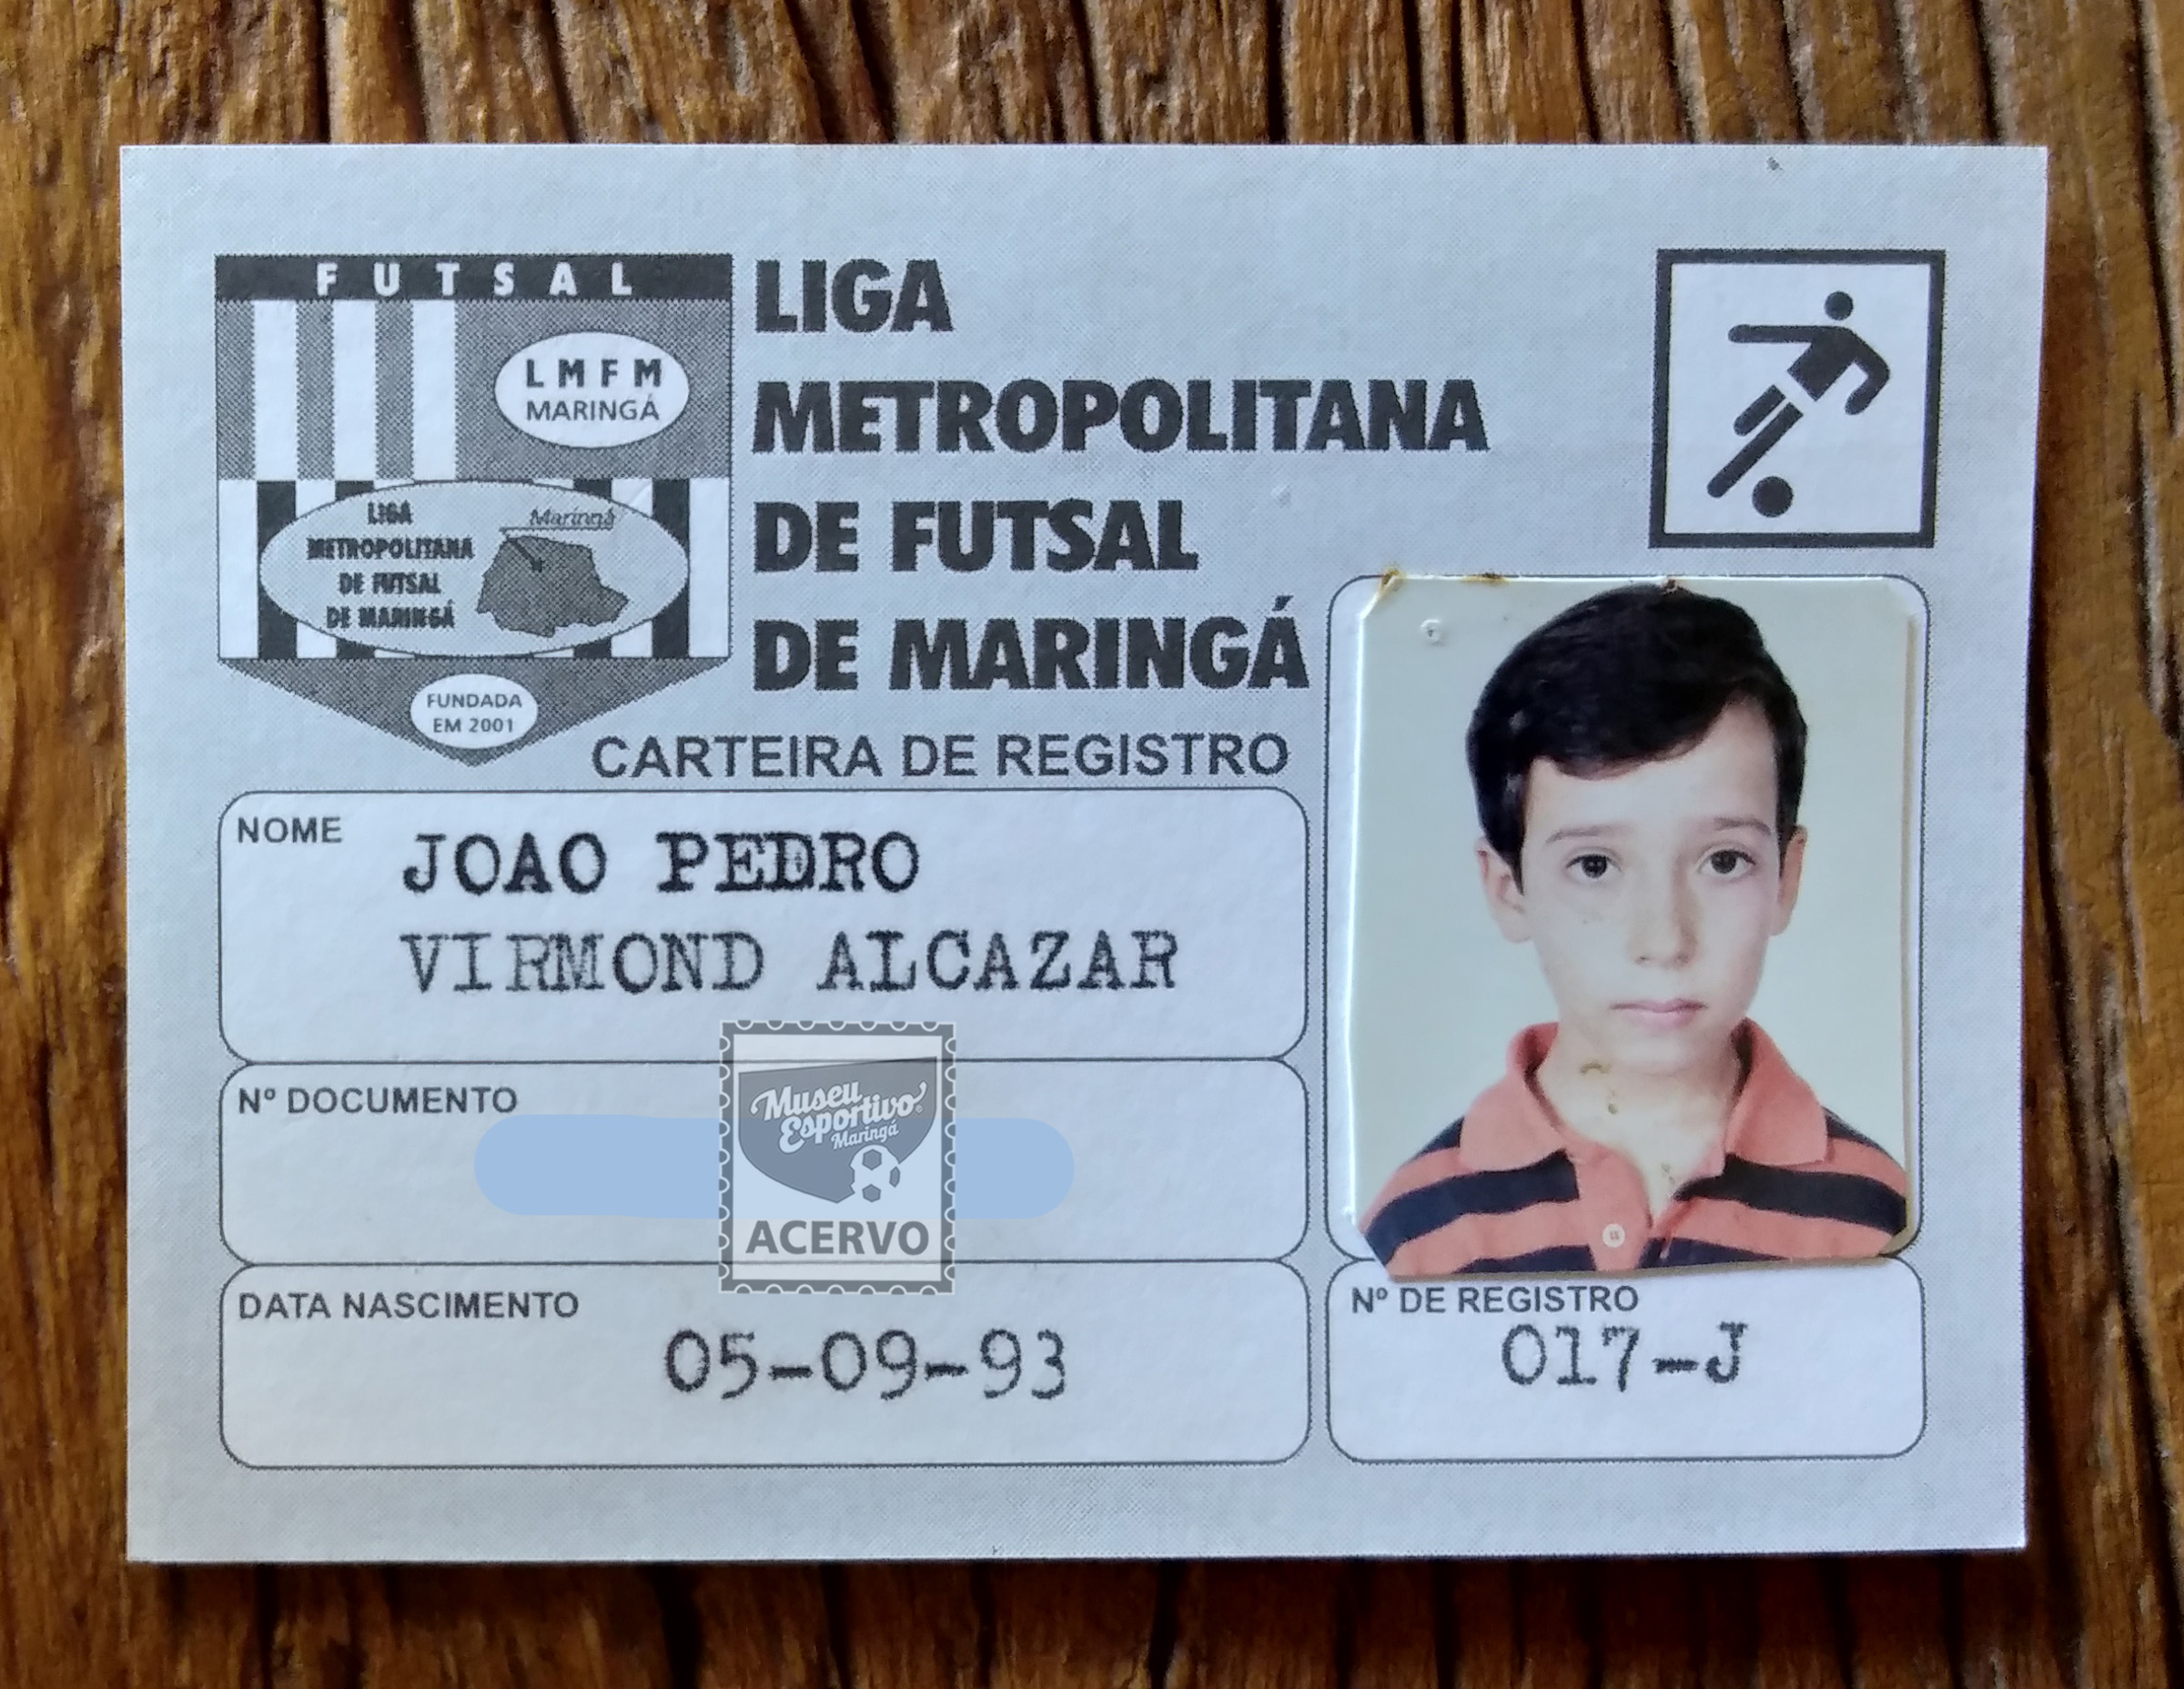 FUTSAL
LMFM
MARINGÁ
LIGA
METROPOLITANA
DE FUTSAL
DE MARINGÁ
Maringá
FUNDADA
EM 2001
LIGA
METROPOLITANA
DE FUTSAL
DE MARINGÁ
CARTEIRA DE REGISTRO
NOME
JOAO PEDRO
VIRMOND ALCAZAR
Nº DOCUMENTO
Museu
Esportivo
Maringá
ACERVO
DATA NASCIMENTO
05-09-93
Nº DE REGISTRO
017-J